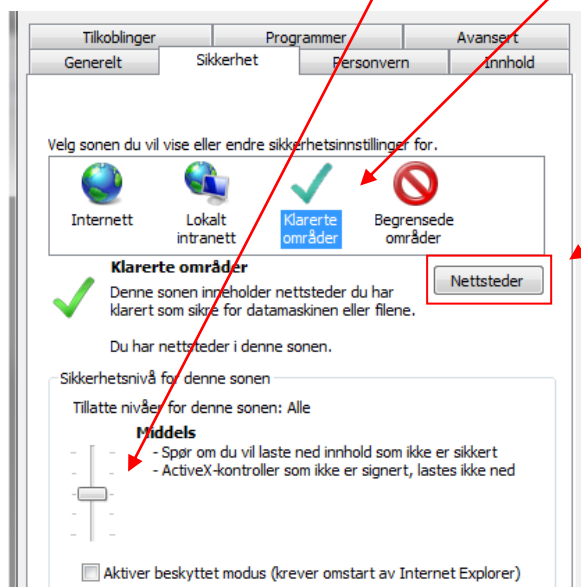 Tilkoblinger Programmer Avansert
Generelt Sikkerhet Personvern Innhold
Velg sonen du vil vise eller endre sikkerhetsinnstillinger for.
Internett
Lokalt
intranett
Klarerte
områder
Begrensede
områder
Klarerte områder
Denne sonen inneholder nettsteder du har
klarert som sikre for datamaskinen eller filene.
Du har nettsteder i denne sonen.
Nettsteder
Sikkerhetsnivå for denne sonen
Tillatte nivåer for denne sonen: Alle
Middels
- Spør om du vil laste ned innhold som ikke er sikkert
- ActiveX-kontroller som ikke er signert, lastes ikke ned
Aktiver beskyttet modus (krever omstart av Internet Explorer)